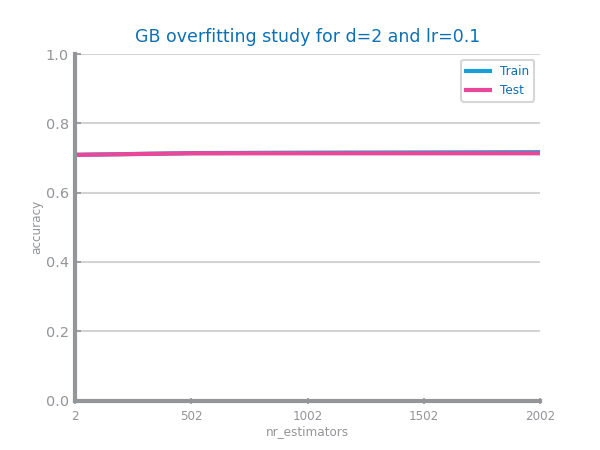 GB overfitting study for d=2 and lr=0.1
1.0
Train
Test
0.8
0.6
accuracy
0.4
0.2
0.0
2 502 1002 1502 2002
nr_estimators